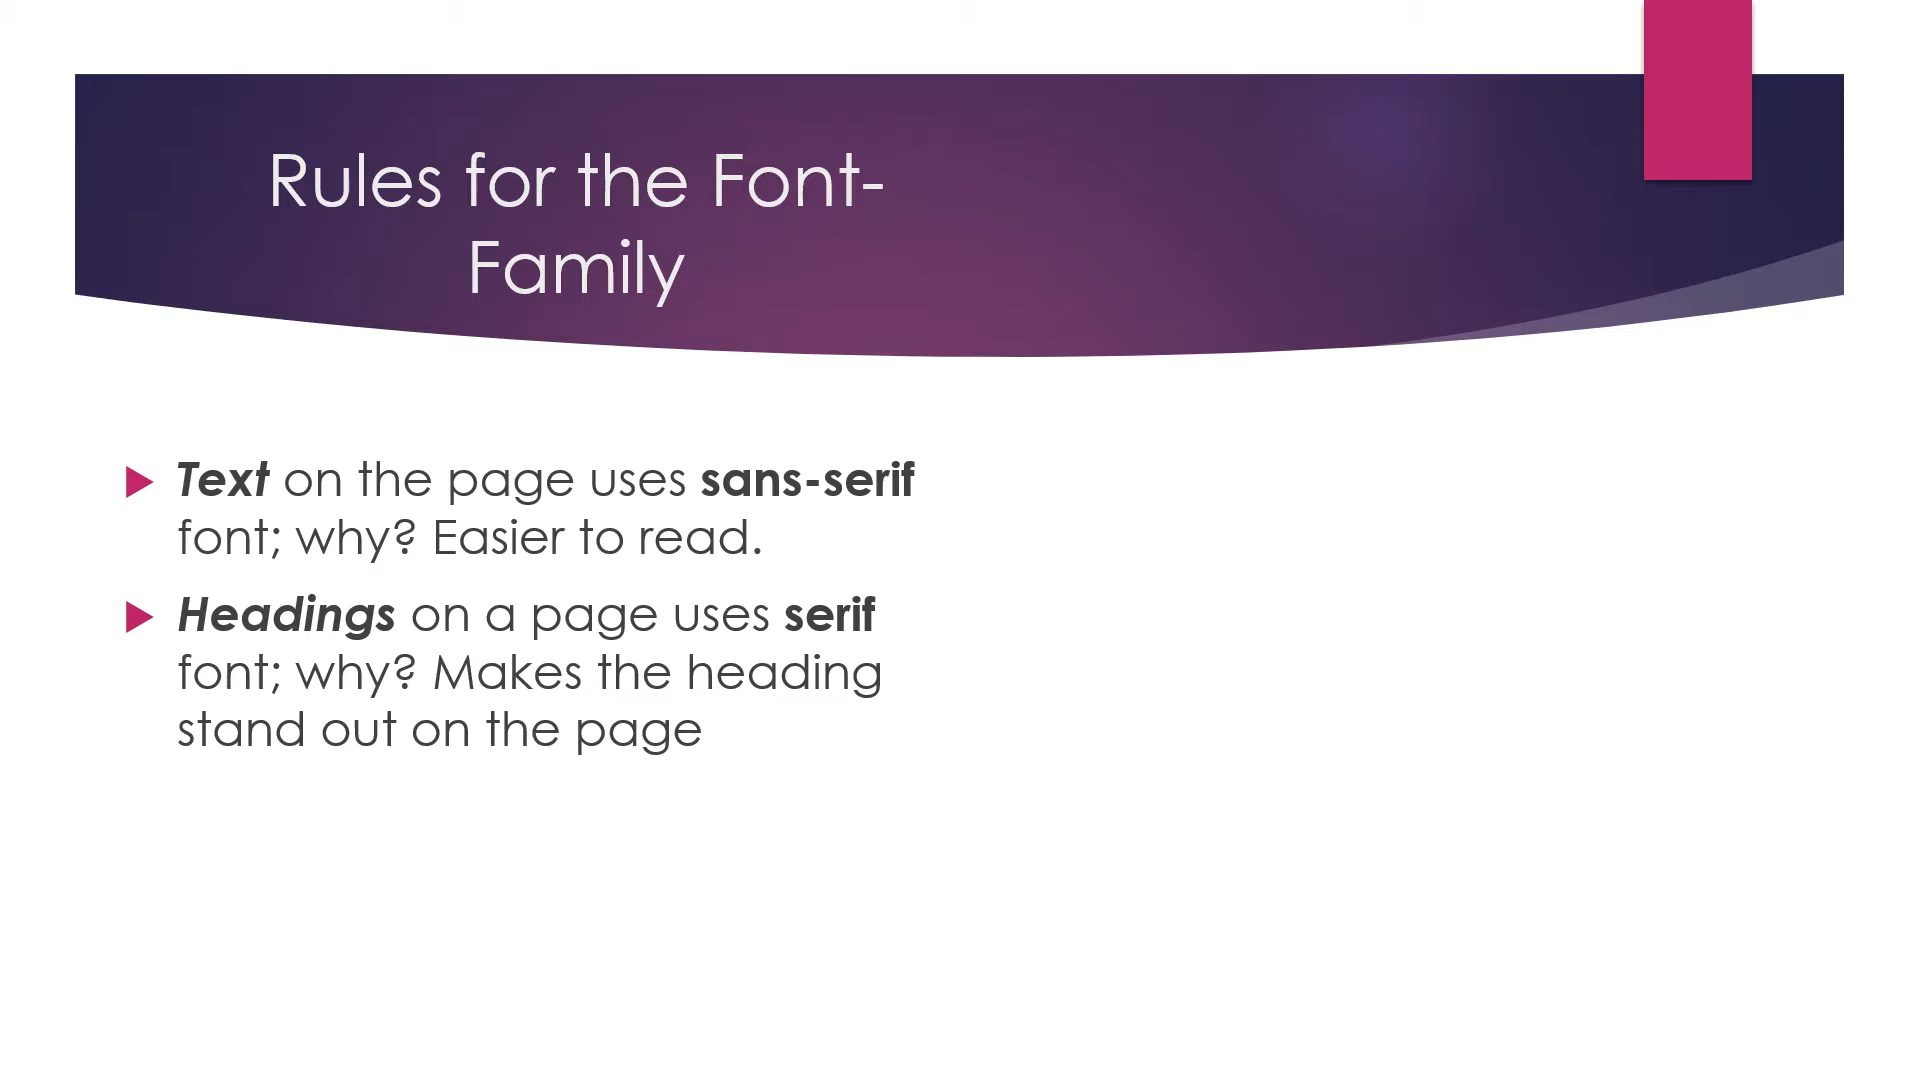 Rules for the Font-
Family
Text on the page uses sans-serif
font; why? Easier to read.
Headings on a page uses serif
font; why? Makes the heading
stand out on the page